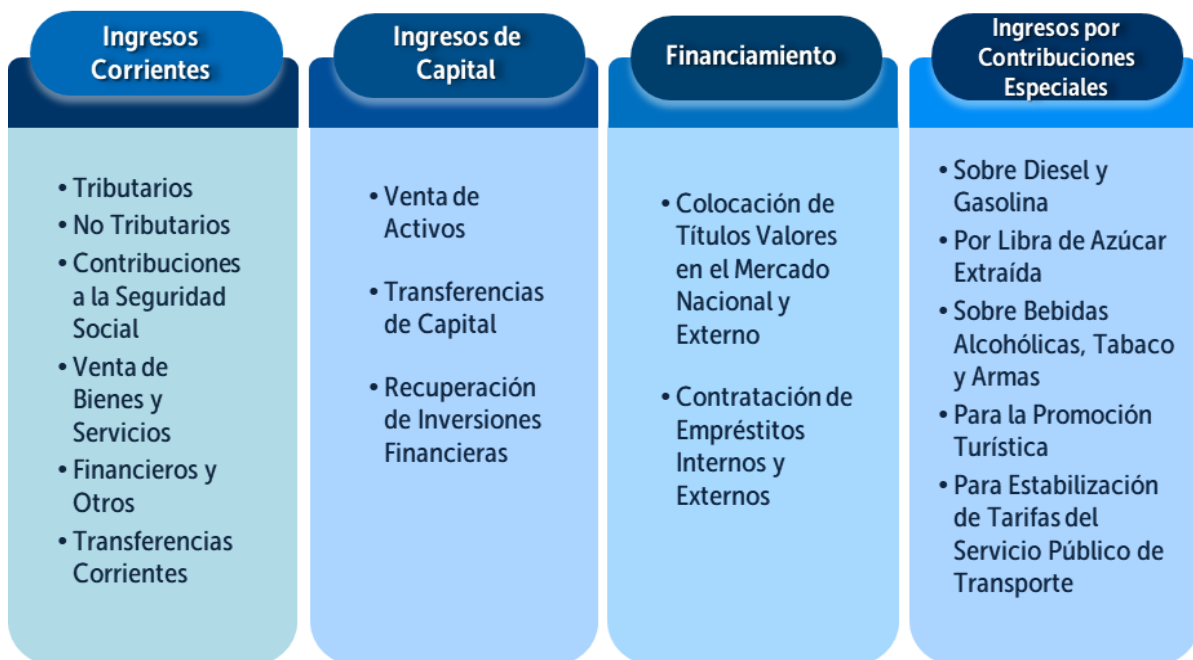 Ingresos
Corrientes
• Tributarios
• No Tributarios
• Contribuciones
a la Seguridad
Social
• Venta de
Bienes y
Servicios
• Financieros y
Otros
• Transferencias
Corrientes
Ingresos de
Capital
• Venta de
Activos
• Transferencias
de Capital
• Recuperación
de Inversiones
Financieras
Financiamiento
• Colocación de
Títulos Valores
en el Mercado
Nacional y
Externo
• Contratación de
Empréstitos
Internos y
Externos
Ingresos por
Contribuciones
Especiales
• Sobre Diesel y
Gasolina
• Por Libra de Azúcar
Extraída
• Sobre Bebidas
Alcohólicas, Tabaco
y Armas
• Para la Promoción
Turística
• Para Estabilización
de Tarifas del
Servicio Público de
Transporte